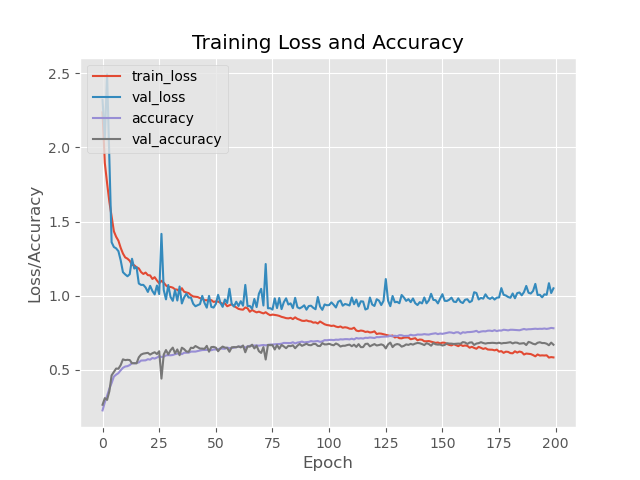 Training Loss and Accuracy
train_loss
val_loss
accuracy
val_accuracy
2.5
2.0
1.5
1.0
0.5
Loss/Accuracy
0 25 50 75 100 125 150 175 200
Epoch